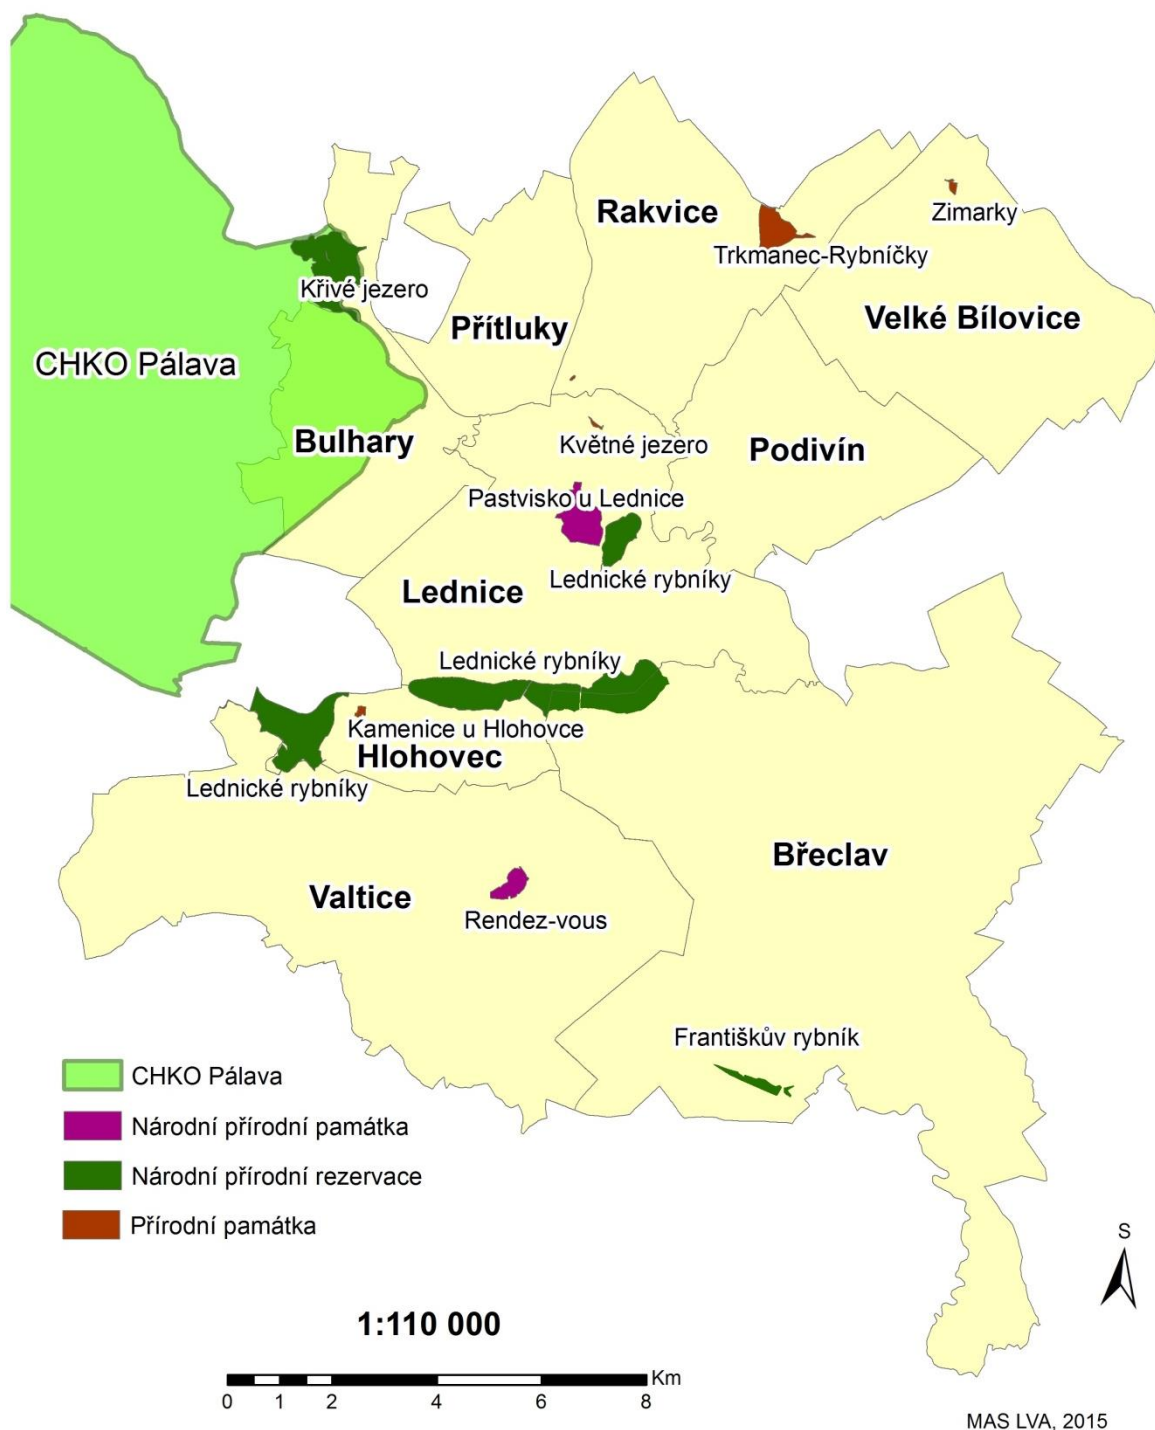 Zimarky
Rakvice
Trkmanec-Rybníčky
Křivé jezero
Velké Bílovice
Přítluky
CHKO Pálava
Bulhary
Květné jezero
Podivín
Pastvisko u Lednice
Lednické rybníky
Lednice
Lednické rybníky
Kamenice u Hlohovce
Hlohovec
Lednické rybníky
Břeclav
Valtice
Rendez-vous
Františkův rybník
CHKO Pálava
Národní přírodní památka
Národní přírodní rezervace
Přírodní památka
S
1:110 000
Km
0 1 2 4 6 8
MAS LVA, 2015